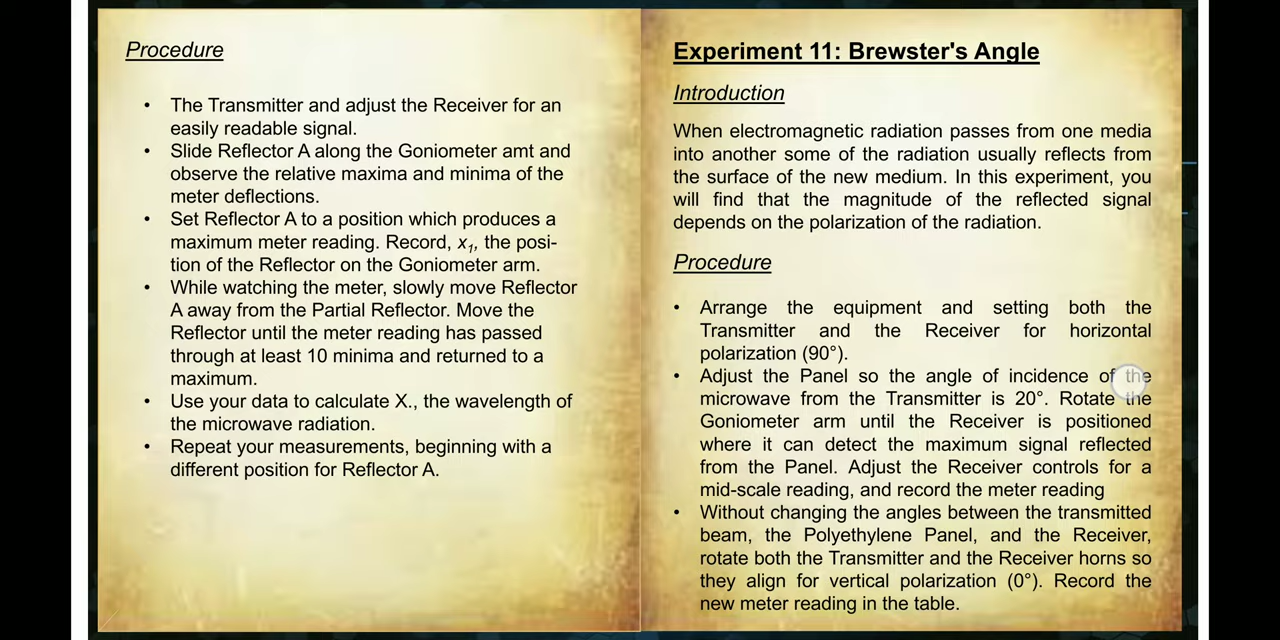 Procedure
• The Transmitter and adjust the Receiver for an
easily readable signal.
• Slide Reflector A along the Goniometer amt and
observe the relative maxima and minima of the
meter deflections.
• Set Reflector A to a position which produces a
maximum meter reading. Record, x1, the posi-
tion of the Reflector on the Goniometer arm.
• While watching the meter, slowly move Reflector
A away from the Partial Reflector. Move the
Reflector until the meter reading has passed
through at least 10 minima and returned to a
maximum.
• Use your data to calculate X., the wavelength of
the microwave radiation.
• Repeat your measurements, beginning with a
different position for Reflector A.
Experiment 11: Brewster's Angle
Introduction
When electromagnetic radiation passes from one media
into another some of the radiation usually reflects from
the surface of the new medium. In this experiment, you
will find that the magnitude of the reflected signal
depends on the polarization of the radiation.
Procedure
• Arrange the equipment and setting both the
Transmitter and the Receiver for horizontal
polarization (90°).
• Adjust the Panel so the angle of incidence of the
microwave from the Transmitter is 20°. Rotate the
Goniometer arm until the Receiver is positioned
where it can detect the maximum signal reflected
from the Panel. Adjust the Receiver controls for a
mid-scale reading, and record the meter reading
• Without changing the angles between the transmitted
beam, the Polyethylene Panel, and the Receiver,
rotate both the Transmitter and the Receiver horns so
they align for vertical polarization (0°). Record the
new meter reading in the table.